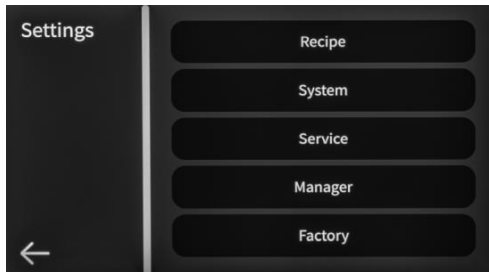 Settings
Recipe
System
Service
Manager
Factory